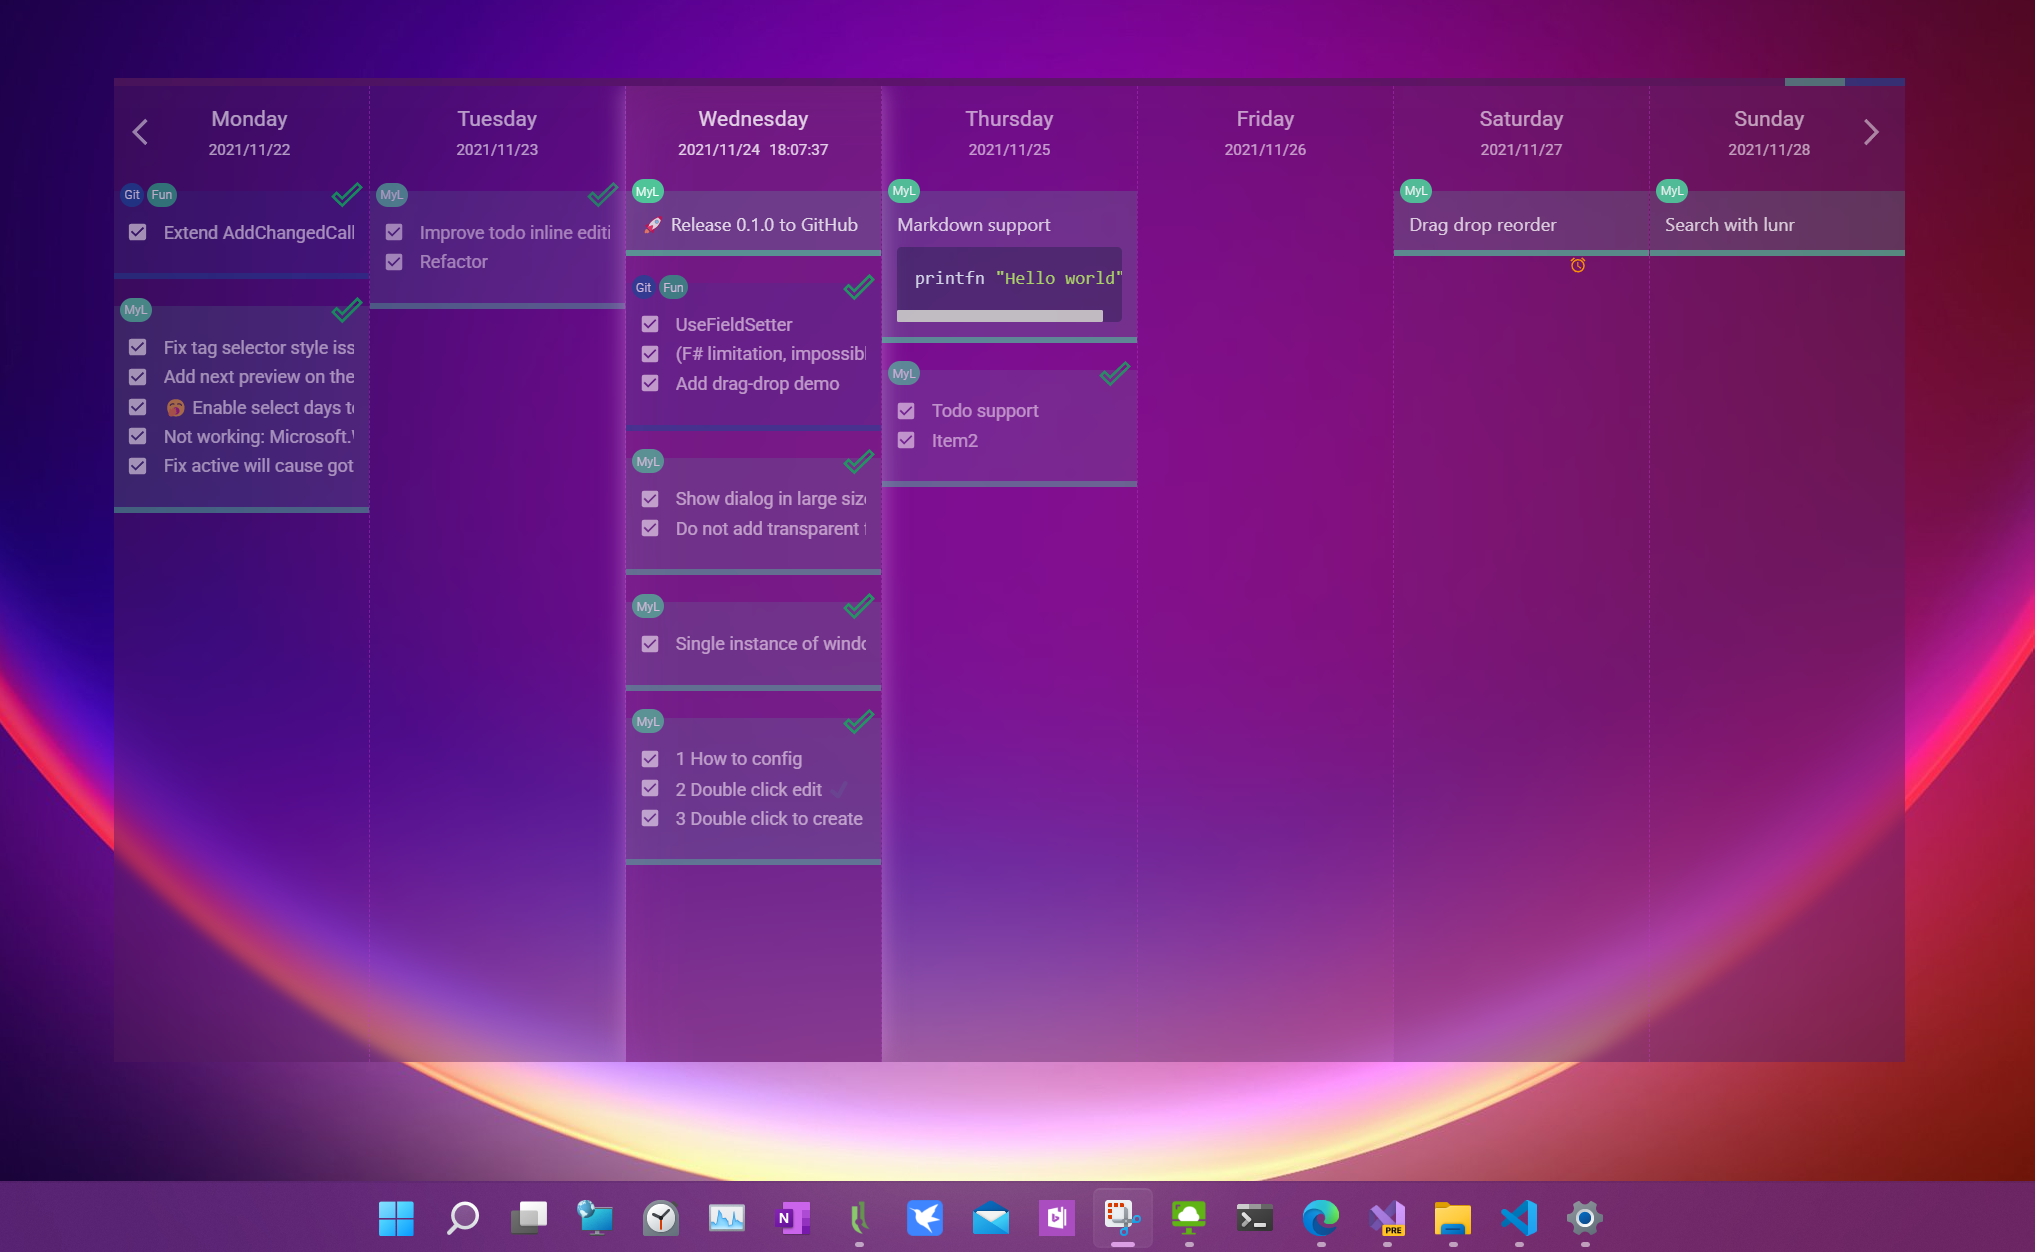 Monday
2021/11/22
Git Fun
Extend AddChangedCall
MyL
Fix tag selector style iss
Add next preview on the
Enable select days to
Not working: Microsoft.
Fix active will cause got
Tuesday
2021/11/23
MyL
Improve todo inline editi
Refactor
Wednesday
2021/11/24 18:07:37
MyL
🚀 Release 0.1.0 to GitHub
Git Fun
UseFieldSetter
(F# limitation, impossibl
Add drag-drop demo
MyL
Show dialog in large size
Do not add transparent
MyL
Single instance of windo
MyL
1 How to config
2 Double click edit
3 Double click to create
Thursday
2021/11/25
MyL
Markdown support
printfn "Hello world"
MyL
Todo support
Item2
Friday
2021/11/26
Saturday
2021/11/27
MyL
Drag drop reorder
Sunday
2021/11/28
MyL
Search with lunr
N
PRE